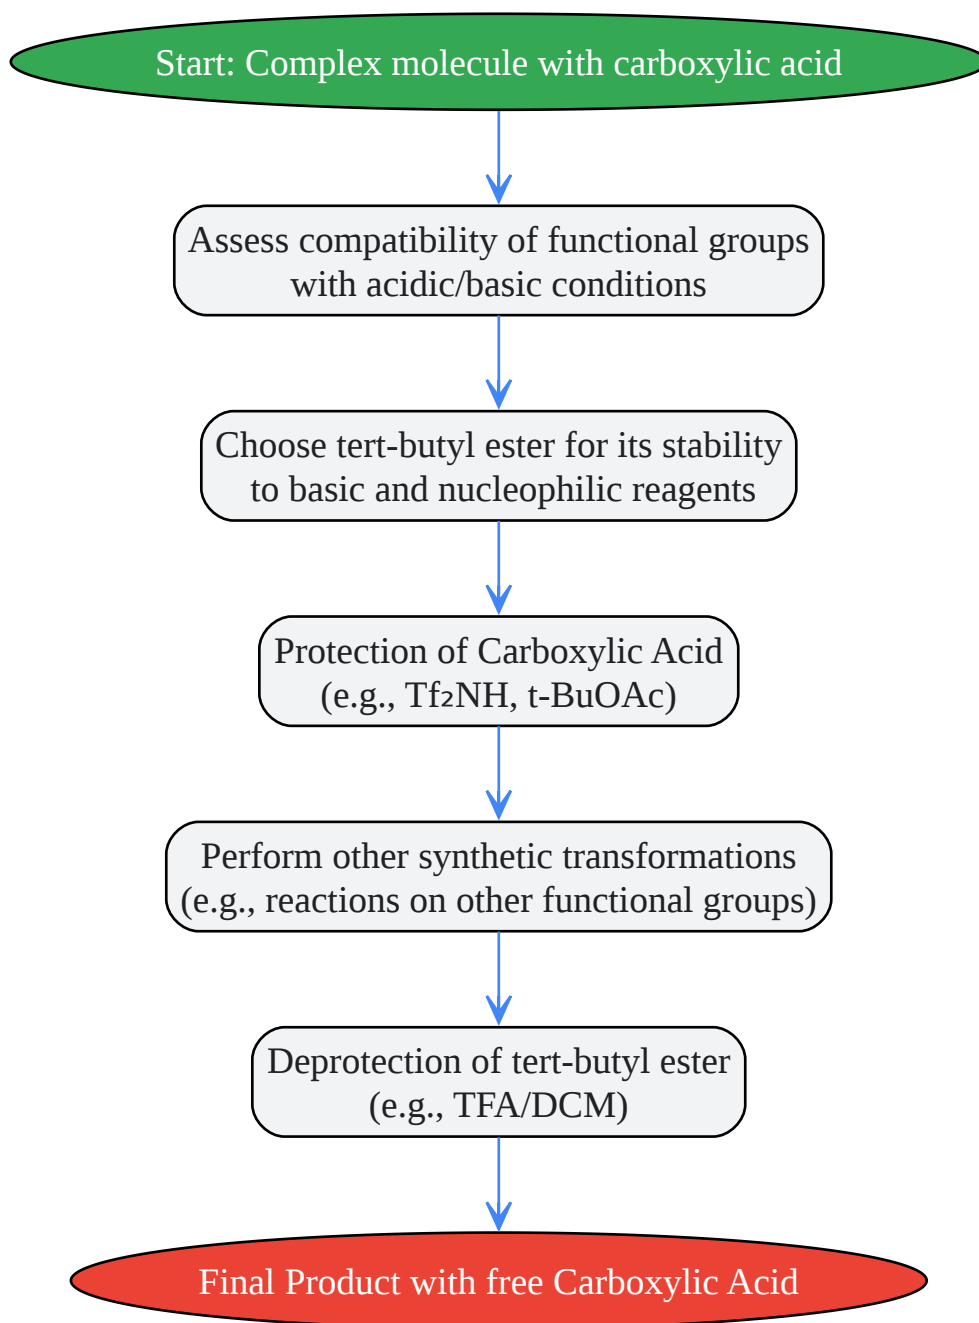 Start: Complex molecule with carboxylic acid
Assess compatibility of functional groups
with acidic/basic conditions
Choose tert-butyl ester for its stability
to basic and nucleophilic reagents
Protection of Carboxylic Acid
(e.g., Tf₂NH, t-BuOAc)
Perform other synthetic transformations
(e.g., reactions on other functional groups)
Deprotection of tert-butyl ester
(e.g., TFA/DCM)
Final Product with free Carboxylic Acid